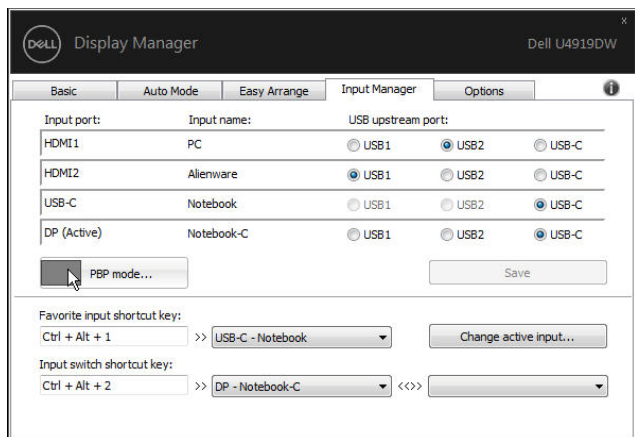 x
DELL Display Manager Dell U4919DW
Basic Auto Mode Easy Arrange Input Manager Options i
Input port: Input name: USB upstream port:
HDMI1 PC USB1 USB2 USB-C
HDMI2 Alienware USB1 USB2 USB-C
USB-C Notebook USB1 USB2 USB-C
DP (Active) Notebook-C USB1 USB2 USB-C
PBP mode... Save
Favorite input shortcut key:
Ctrl + Alt + 1 >> USB-C - Notebook Change active input...
Input switch shortcut key:
Ctrl + Alt + 2 >> DP - Notebook-C <<>>